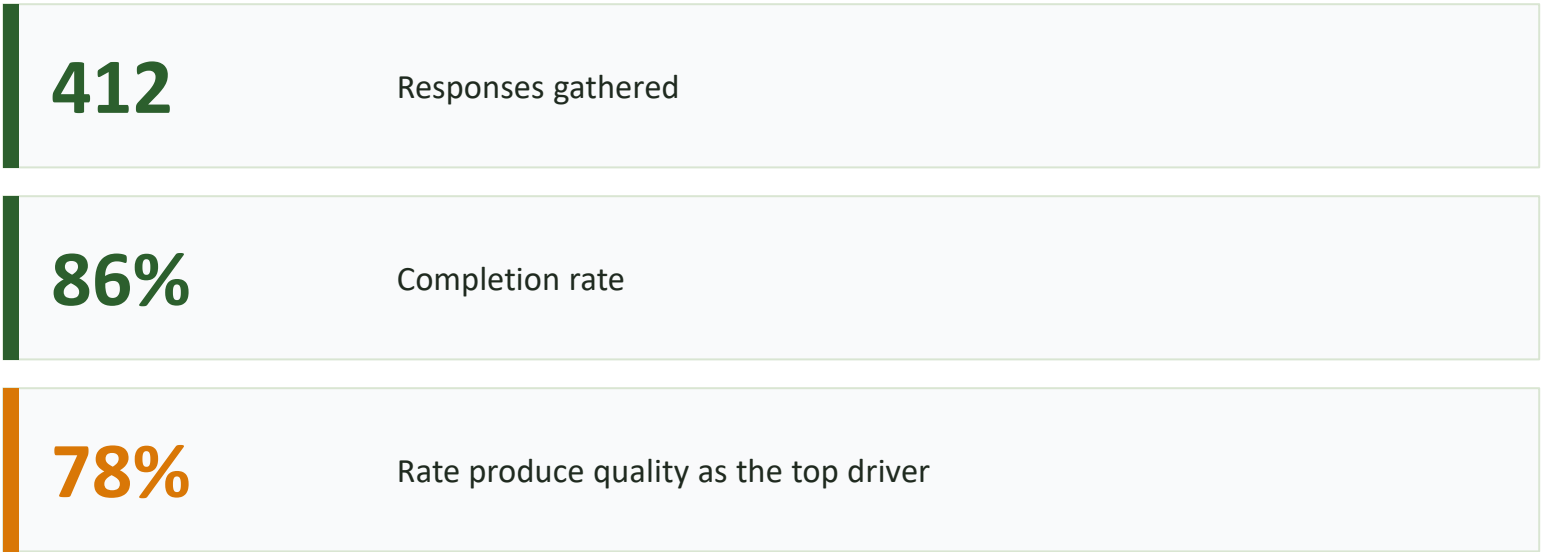 412
Responses gathered
86%
Completion rate
78%
Rate produce quality as the top driver